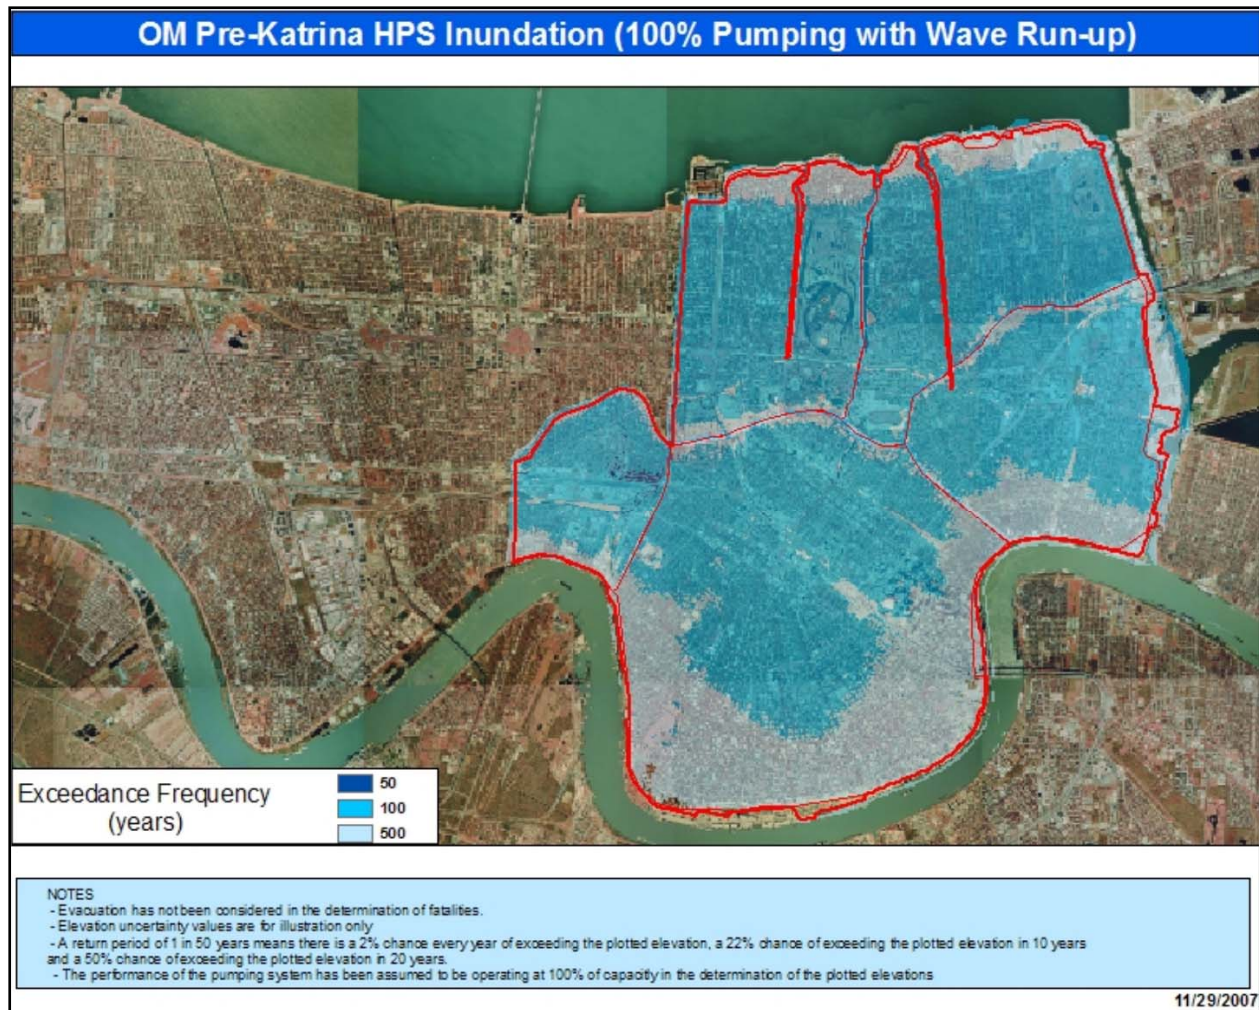 OM Pre-Katrina HPS Inundation (100% Pumping with Wave Run-up)
Exceedance Frequency
(years)
50
100
500
NOTES
- Evacuation has not been considered in the determination of fatalities.
- Elevation uncertainty values are for illustration only
- A return period of 1 in 50 years means there is a 2% chance every year of exceeding the plotted elevation, a 22% chance of exceeding the plotted elevation in 10 years
and a 50% chance of exceeding the plotted elevation in 20 years.
- The performance of the pumping system has been assumed to be operating at 100% of capacity in the determination of the plotted elevations
11/29/2007